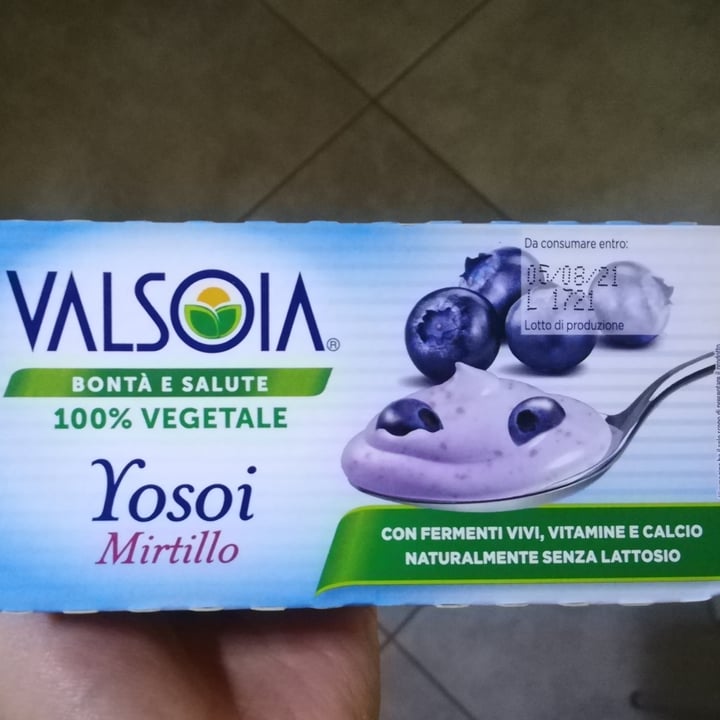 Da consumare entro:
05/08/21
L 1721
Lotto di produzione
VALSOIA®
BONTÀ E SALUTE
100% VEGETALE
Yosoi
Mirtillo
CON FERMENTI VIVI, VITAMINE E CALCIO
NATURALMENTE SENZA LATTOSIO